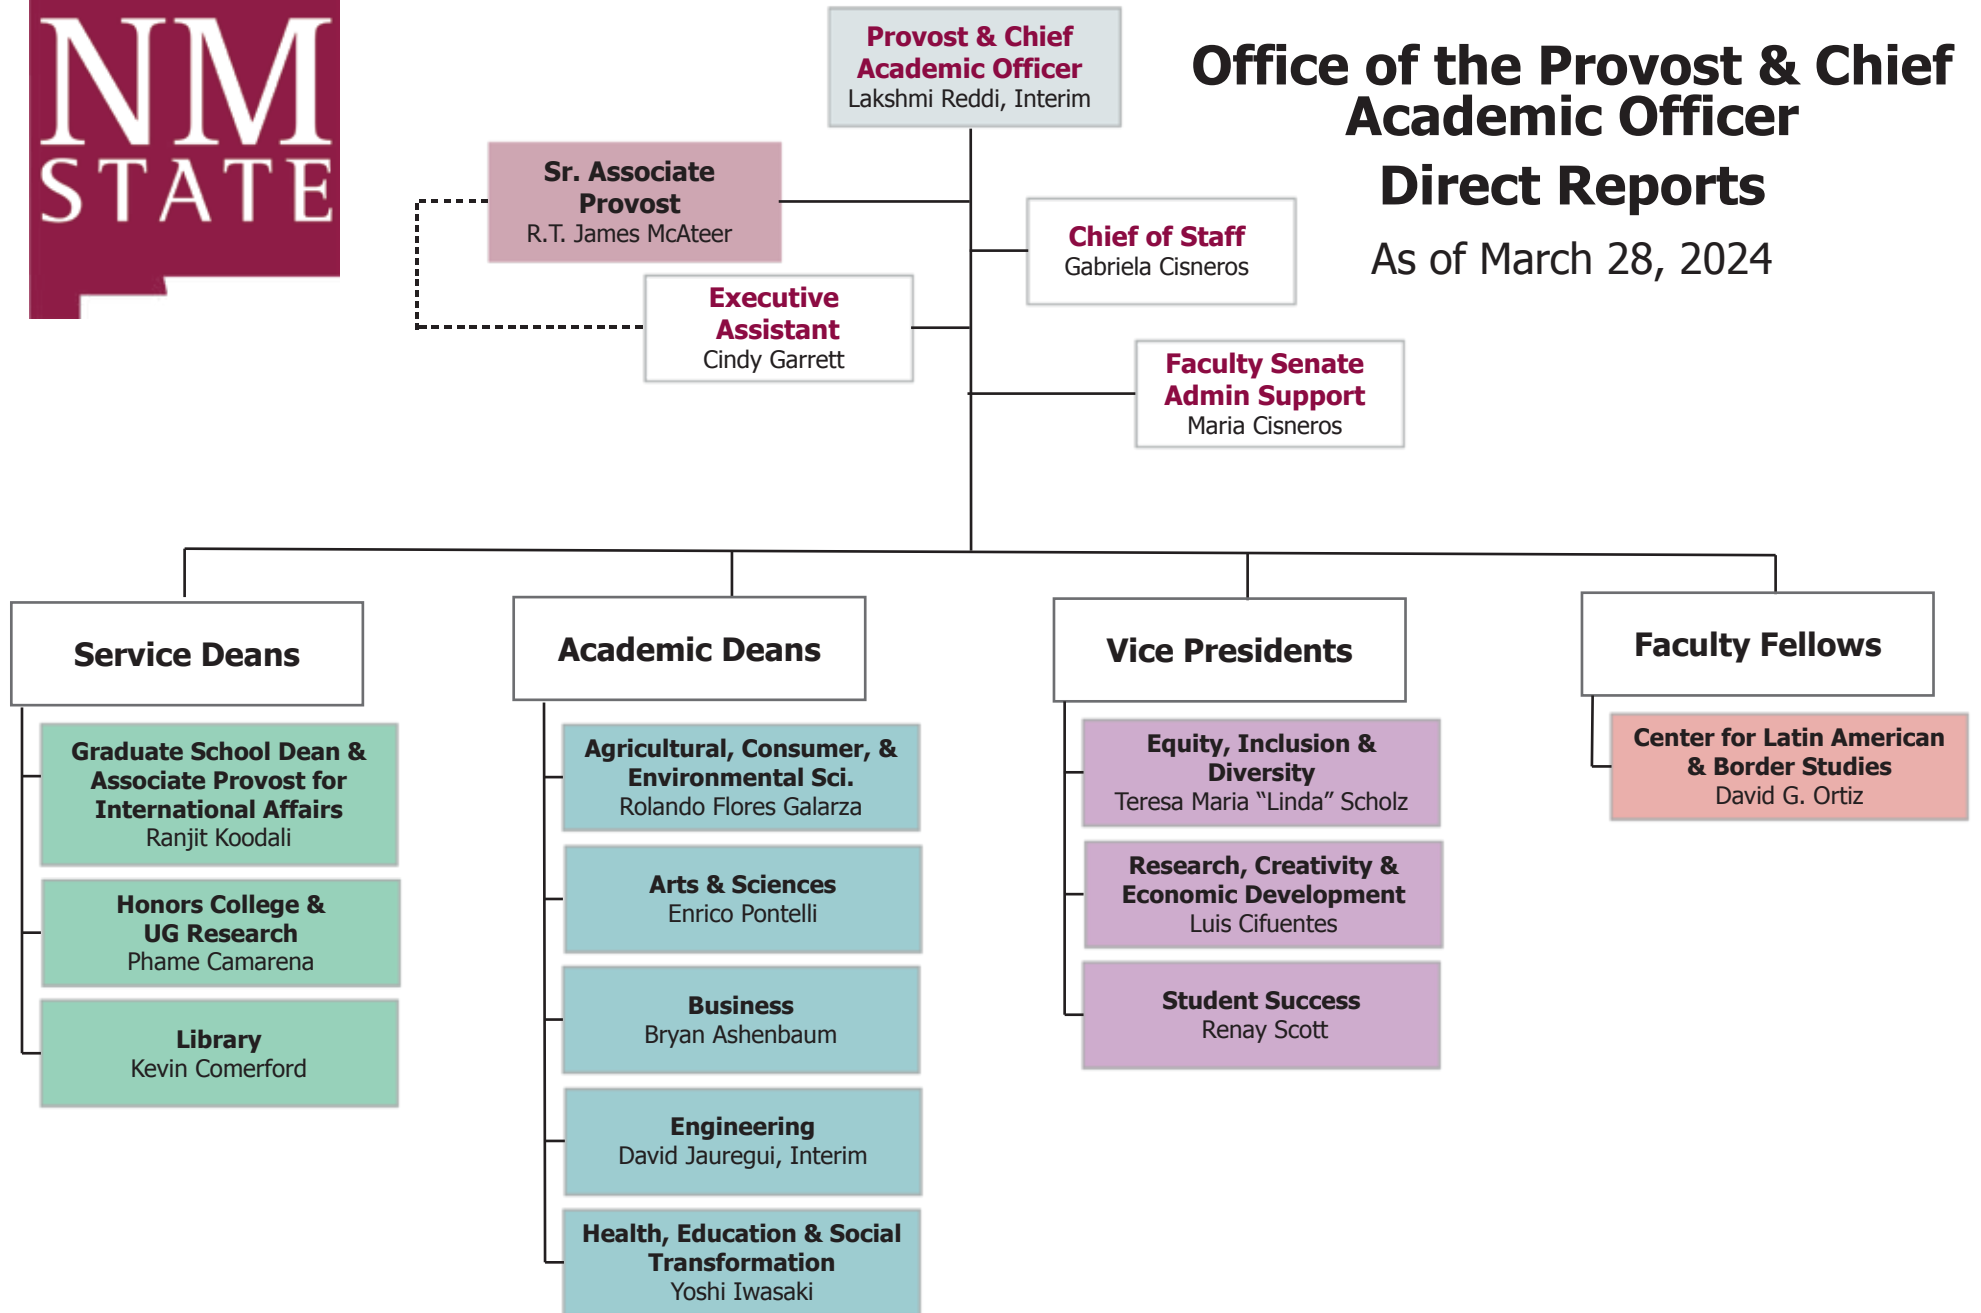 NM
STATE
Provost & Chief
Academic Officer
Lakshmi Reddi, Interim
Office of the Provost & Chief
Academic Officer
Direct Reports
As of March 28, 2024
Sr. Associate
Provost
R.T. James McAteer
Chief of Staff
Gabriela Cisneros
Executive
Assistant
Cindy Garrett
Faculty Senate
Admin Support
Maria Cisneros
Service Deans
Graduate School Dean &
Associate Provost for
International Affairs
Ranjit Koodali
Honors College &
UG Research
Phame Camarena
Library
Kevin Comerford
Academic Deans
Agricultural, Consumer, &
Environmental Sci.
Rolando Flores Galarza
Arts & Sciences
Enrico Pontelli
Business
Bryan Ashenbaum
Engineering
David Jauregui, Interim
Health, Education & Social
Transformation
Yoshi Iwasaki
Vice Presidents
Equity, Inclusion &
Diversity
Teresa Maria “Linda” Scholz
Research, Creativity &
Economic Development
Luis Cifuentes
Student Success
Renay Scott
Faculty Fellows
Center for Latin American
& Border Studies
David G. Ortiz